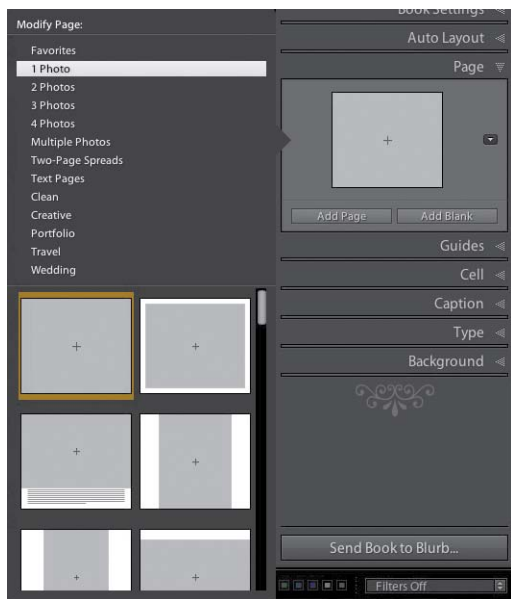 Modify Page:
Favorites
1 Photo
2 Photos
3 Photos
4 Photos
Multiple Photos
Two-Page Spreads
Text Pages
Clean
Creative
Portfolio
Travel
Wedding
Book Settings
Auto Layout
Page
Add Page Add Blank
Guides
Cell
Caption
Type
Background
Send Book to Blurb...
Filters Off